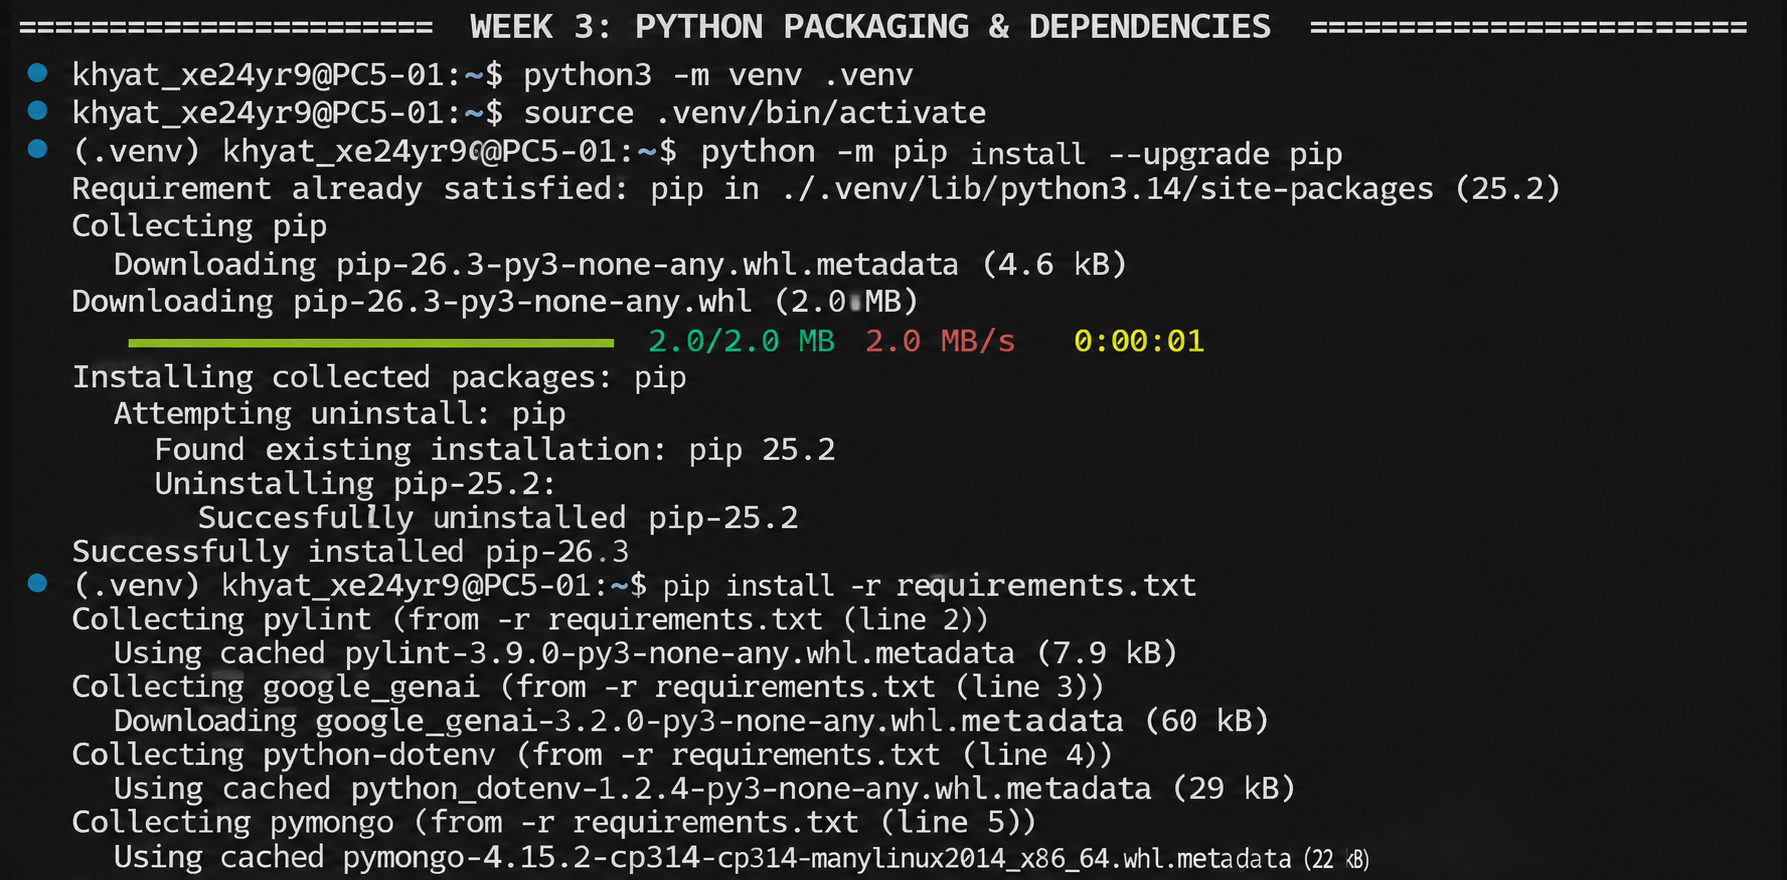 ======================= WEEK 3: PYTHON PACKAGING & DEPENDENCIES ========================
khyat_xe24yr9@PC5-01:~$ python3 -m venv .venv
khyat_xe24yr9@PC5-01:~$ source .venv/bin/activate
(.venv) khyat_xe24yr9@PC5-01:~$ python -m pip install --upgrade pip
Requirement already satisfied: pip in ./.venv/lib/python3.14/site-packages (25.2)
Collecting pip
  Downloading pip-26.3-py3-none-any.whl.metadata (4.6 kB)
Downloading pip-26.3-py3-none-any.whl (2.0 MB)
2.0/2.0 MB 2.0 MB/s 0:00:01
Installing collected packages: pip
  Attempting uninstall: pip
    Found existing installation: pip 25.2
    Uninstalling pip-25.2:
      Succesfullly uninstalled pip-25.2
Successfully installed pip-26.3
(.venv) khyat_xe24yr9@PC5-01:~$ pip install -r requirements.txt
Collecting pylint (from -r requirements.txt (line 2))
  Using cached pylint-3.9.0-py3-none-any.whl.metadata (7.9 kB)
Collecting google_genai (from -r requirements.txt (line 3))
  Downloading google_genai-3.2.0-py3-none-any.whl.metadata (60 kB)
Collecting python-dotenv (from -r requirements.txt (line 4))
  Using cached python_dotenv-1.2.4-py3-none-any.whl.metadata (29 kB)
Collecting pymongo (from -r requirements.txt (line 5))
  Using cached pymongo-4.15.2-cp314-cp314-manylinux2014_x86_64.whl.metadata (22 kB)